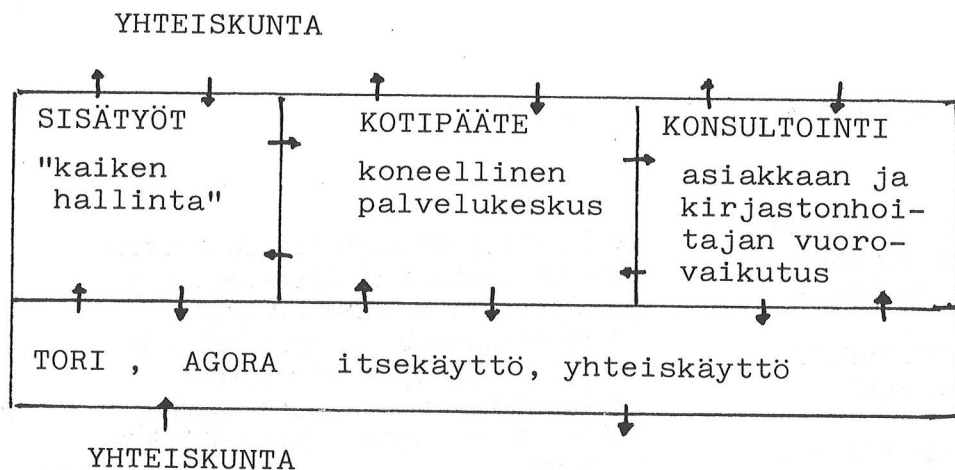 YHTEISKUNTA
SISÄTYÖT
"kaiken
hallinta"
KOTIPÄÄTE
koneellinen
palvelukeskus
KONSULTOINTI
asiakkaan ja
kirjastonhoi-
tajan vuoro-
vaikutus
TORI , AGORA itsekäyttö, yhteiskäyttö
YHTEISKUNTA